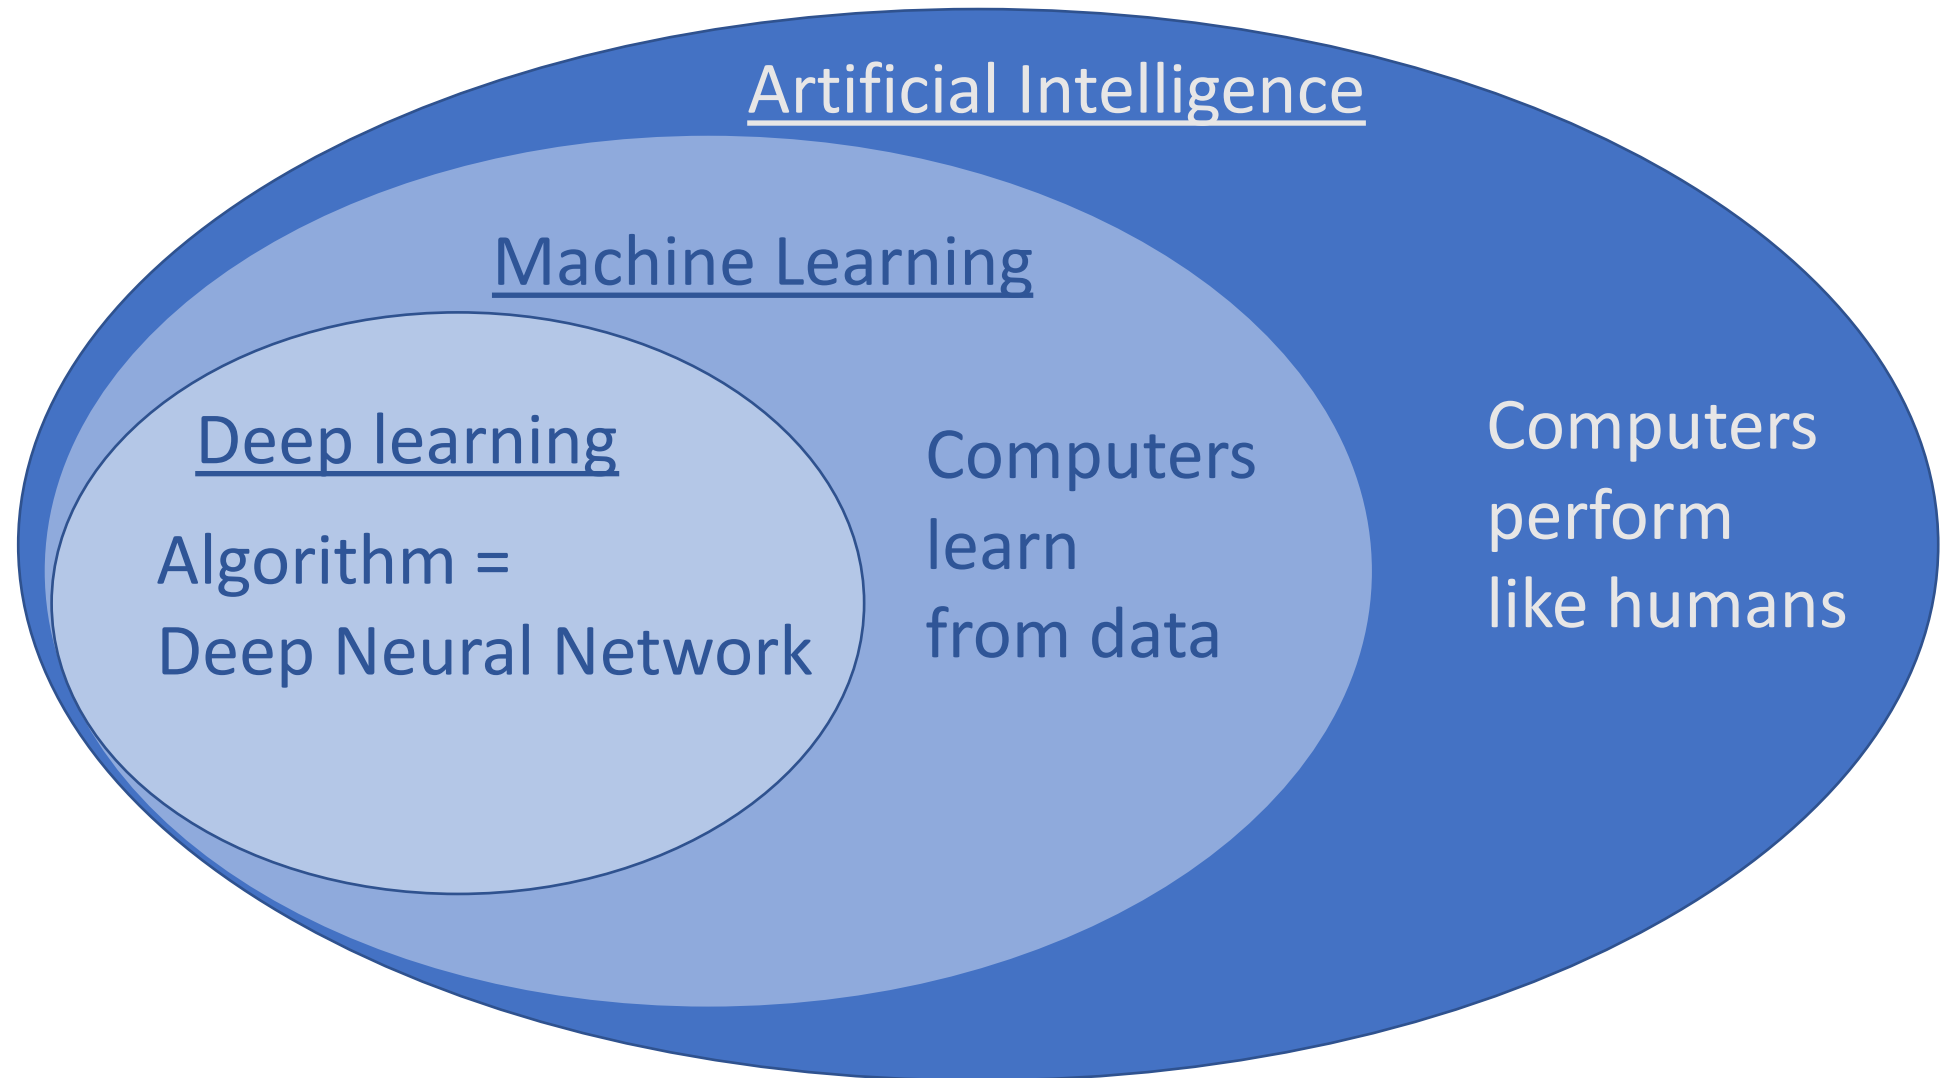 Artificial Intelligence
Machine Learning
Deep learning
Algorithm =
Deep Neural Network
Computers
learn
from data
Computers
perform
like humans